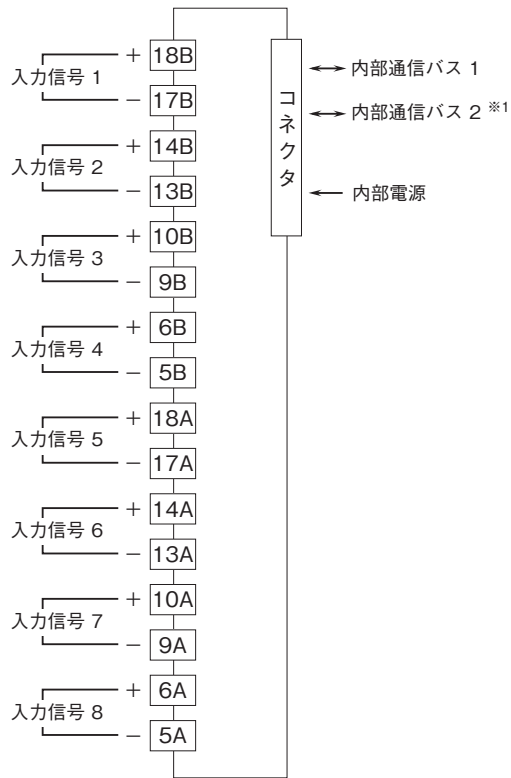 入力信号 1
+ 18B
− 17B
入力信号 2
+ 14B
− 13B
入力信号 3
+ 10B
− 9B
入力信号 4
+ 6B
− 5B
入力信号 5
+ 18A
− 17A
入力信号 6
+ 14A
− 13A
入力信号 7
+ 10A
− 9A
入力信号 8
+ 6A
− 5A
コネクタ
内部通信バス 1
内部通信バス 2 ※1
内部電源